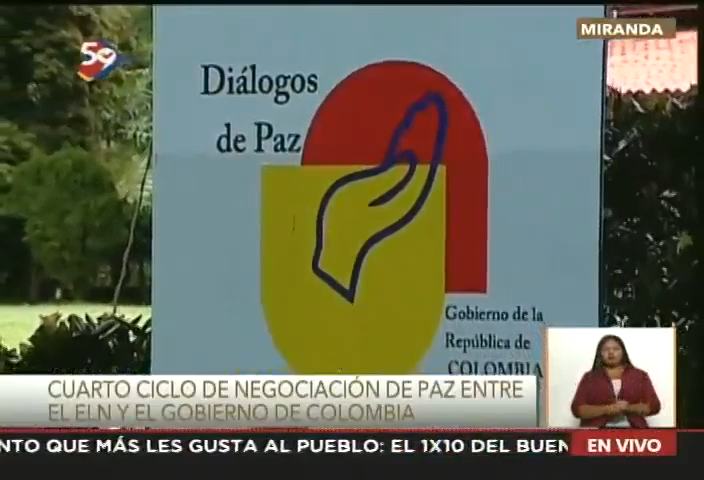 MIRANDA
59
Diálogos
de Paz
Gobierno de la
República de
COLOMBIA
CUARTO CICLO DE NEGOCIACIÓN DE PAZ ENTRE
EL ELN Y EL GOBIERNO DE COLOMBIA
NTO QUE MÁS LES GUSTA AL PUEBLO: EL 1X10 DEL BUEN
EN VIVO